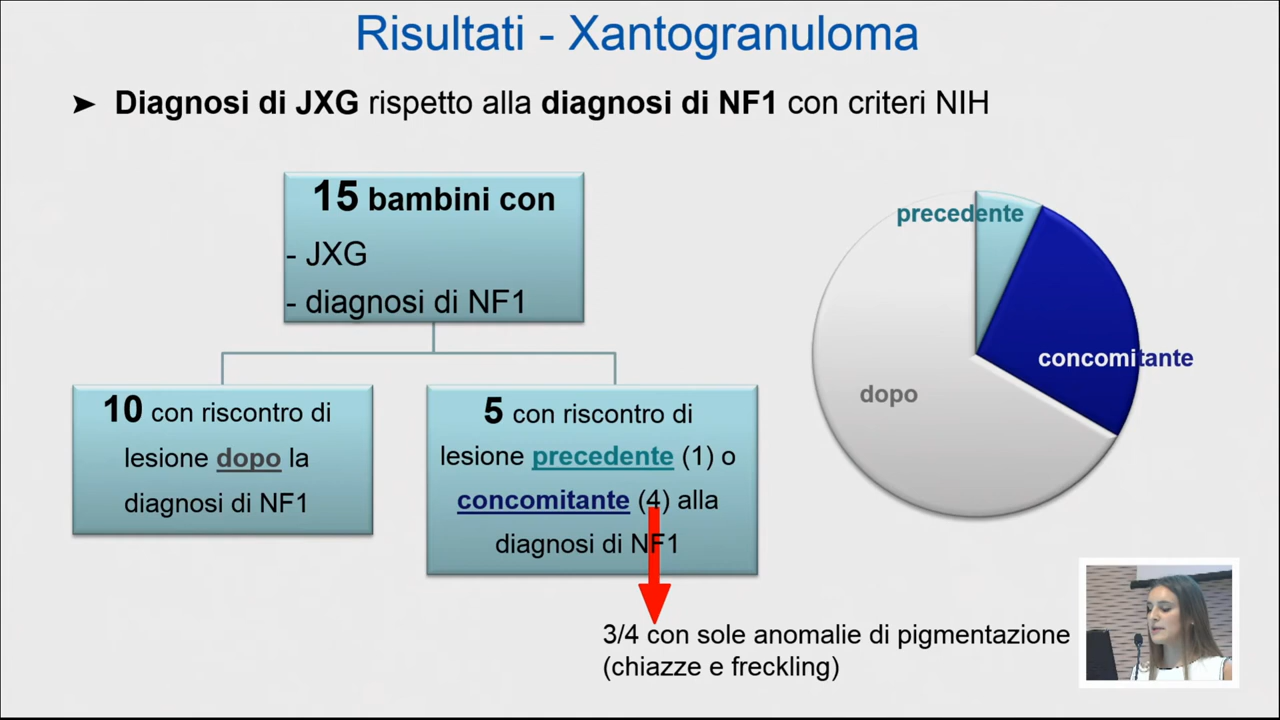 Risultati - Xantogranuloma
➤ Diagnosi di JXG rispetto alla diagnosi di NF1 con criteri NIH
15 bambini con
- JXG
- diagnosi di NF1
10 con riscontro di
lesione dopo la
diagnosi di NF1
5 con riscontro di
lesione precedente (1) o
concomitante (4) alla
diagnosi di NF1
3/4 con sole anomalie di pigmentazione
(chiazze e freckling)
precedente
concomitante
dopo